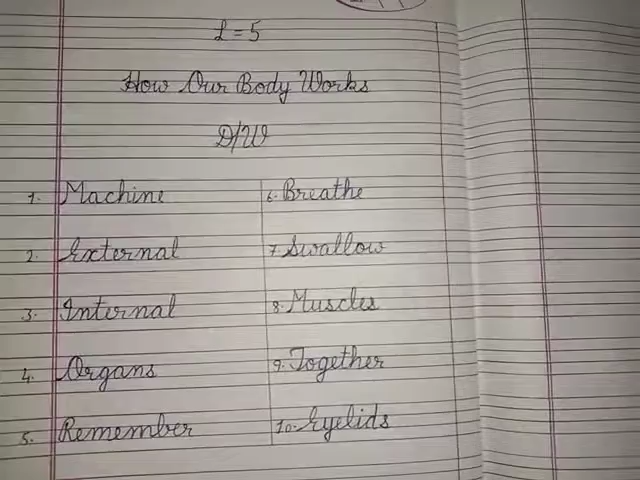 L = 5
How Our Body Works
D/W
1. Machine
2. External
3. Internal
4. Organs
5. Remember
6. Breathe
7. Swallow
8. Muscles
9. Together
10. Eyelids